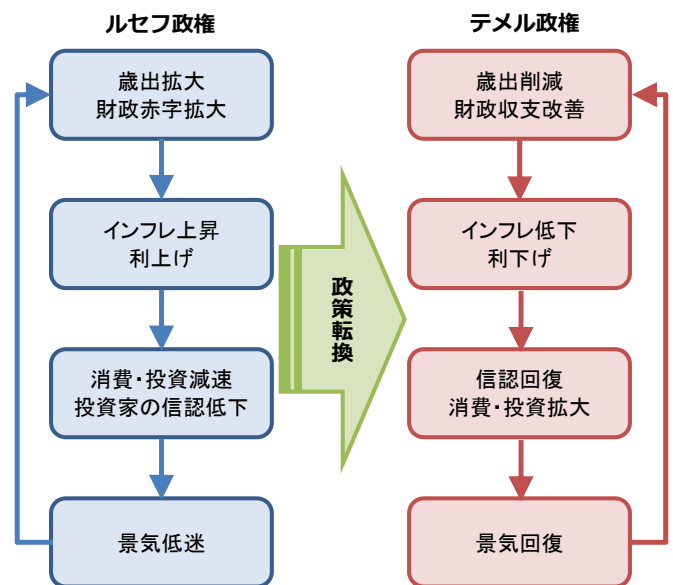 ルセフ政権
歳出拡大
財政赤字拡大
インフレ上昇
利上げ
消費・投資減速
投資家の信認低下
景気低迷
政策転換
テメル政権
歳出削減
財政収支改善
インフレ低下
利下げ
信認回復
消費・投資拡大
景気回復